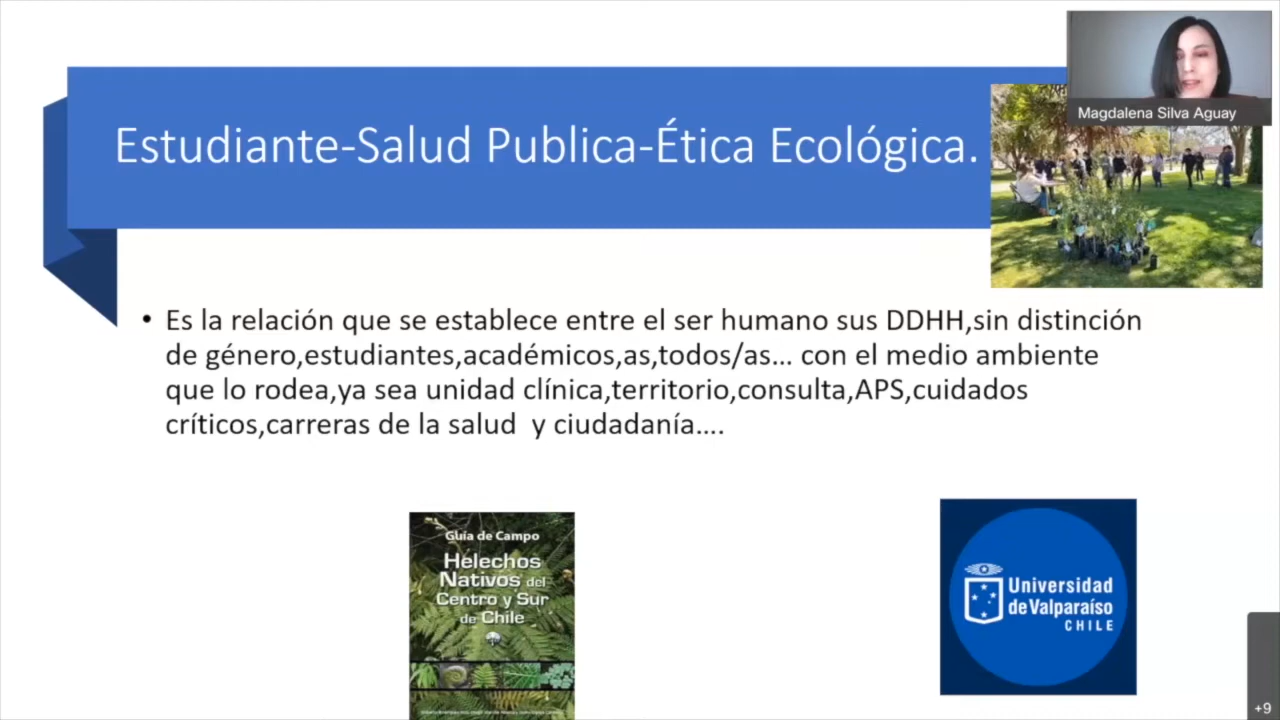 Magdalena Silva Aguay
Estudiante-Salud Publica-Ética Ecológica.
• Es la relación que se establece entre el ser humano sus DDHH,sin distinción
de género,estudiantes,académicos,as,todos/as... con el medio ambiente
que lo rodea,ya sea unidad clínica,territorio,consulta,APS,cuidados
críticos,carreras de la salud  y ciudadanía....
Guía de Campo
Helechos
Nativos del
Centro y Sur
de Chile
Universidad
de Valparaíso
CHILE
+9